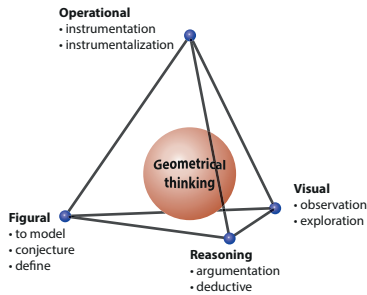 Operational
• instrumentation
• instrumentalization
Geometrical
thinking
Visual
• observation
• exploration
Figural
• to model
• conjecture
• define
Reasoning
• argumentation
• deductive